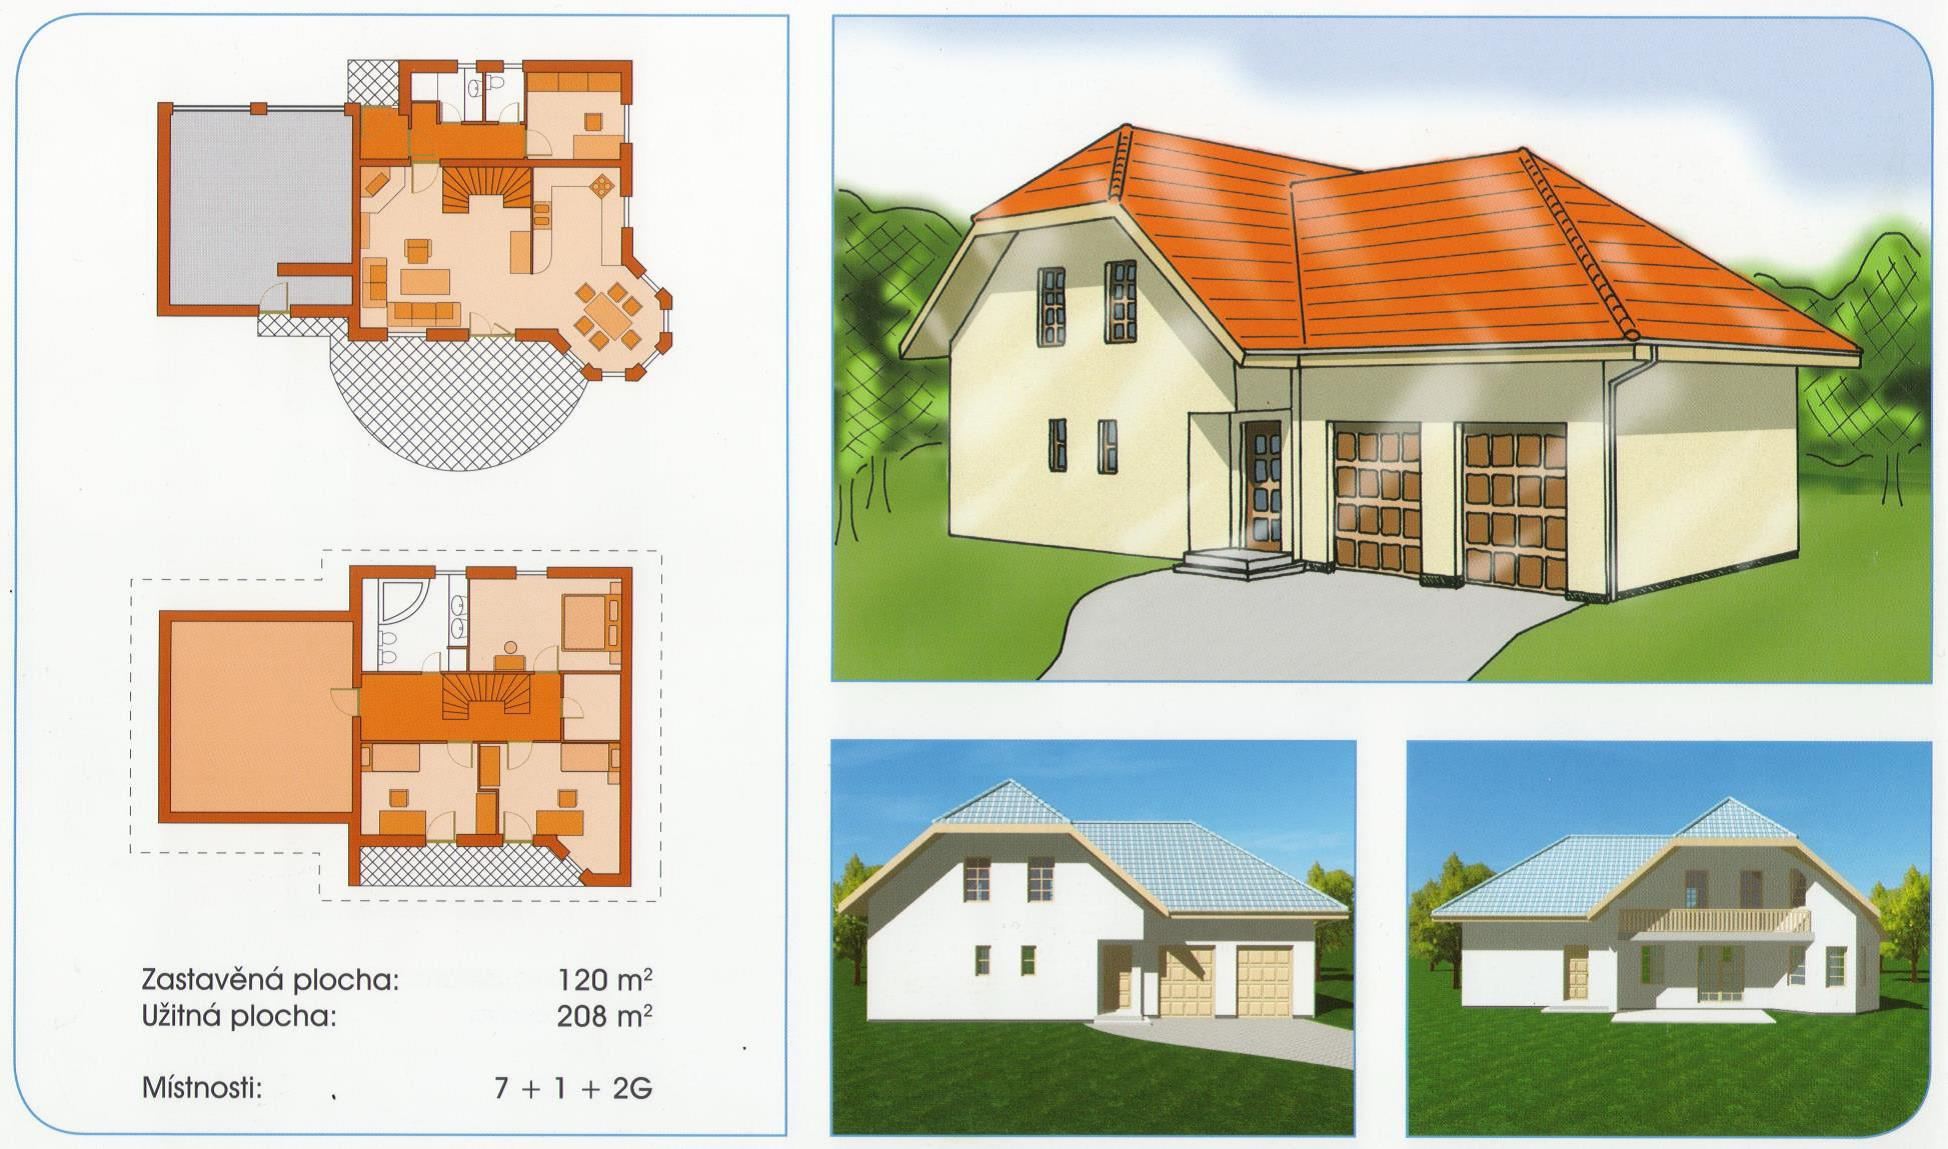 Zastavěná plocha: 120 m²
Užitná plocha: 208 m²
Místnosti: 7 + 1 + 2G